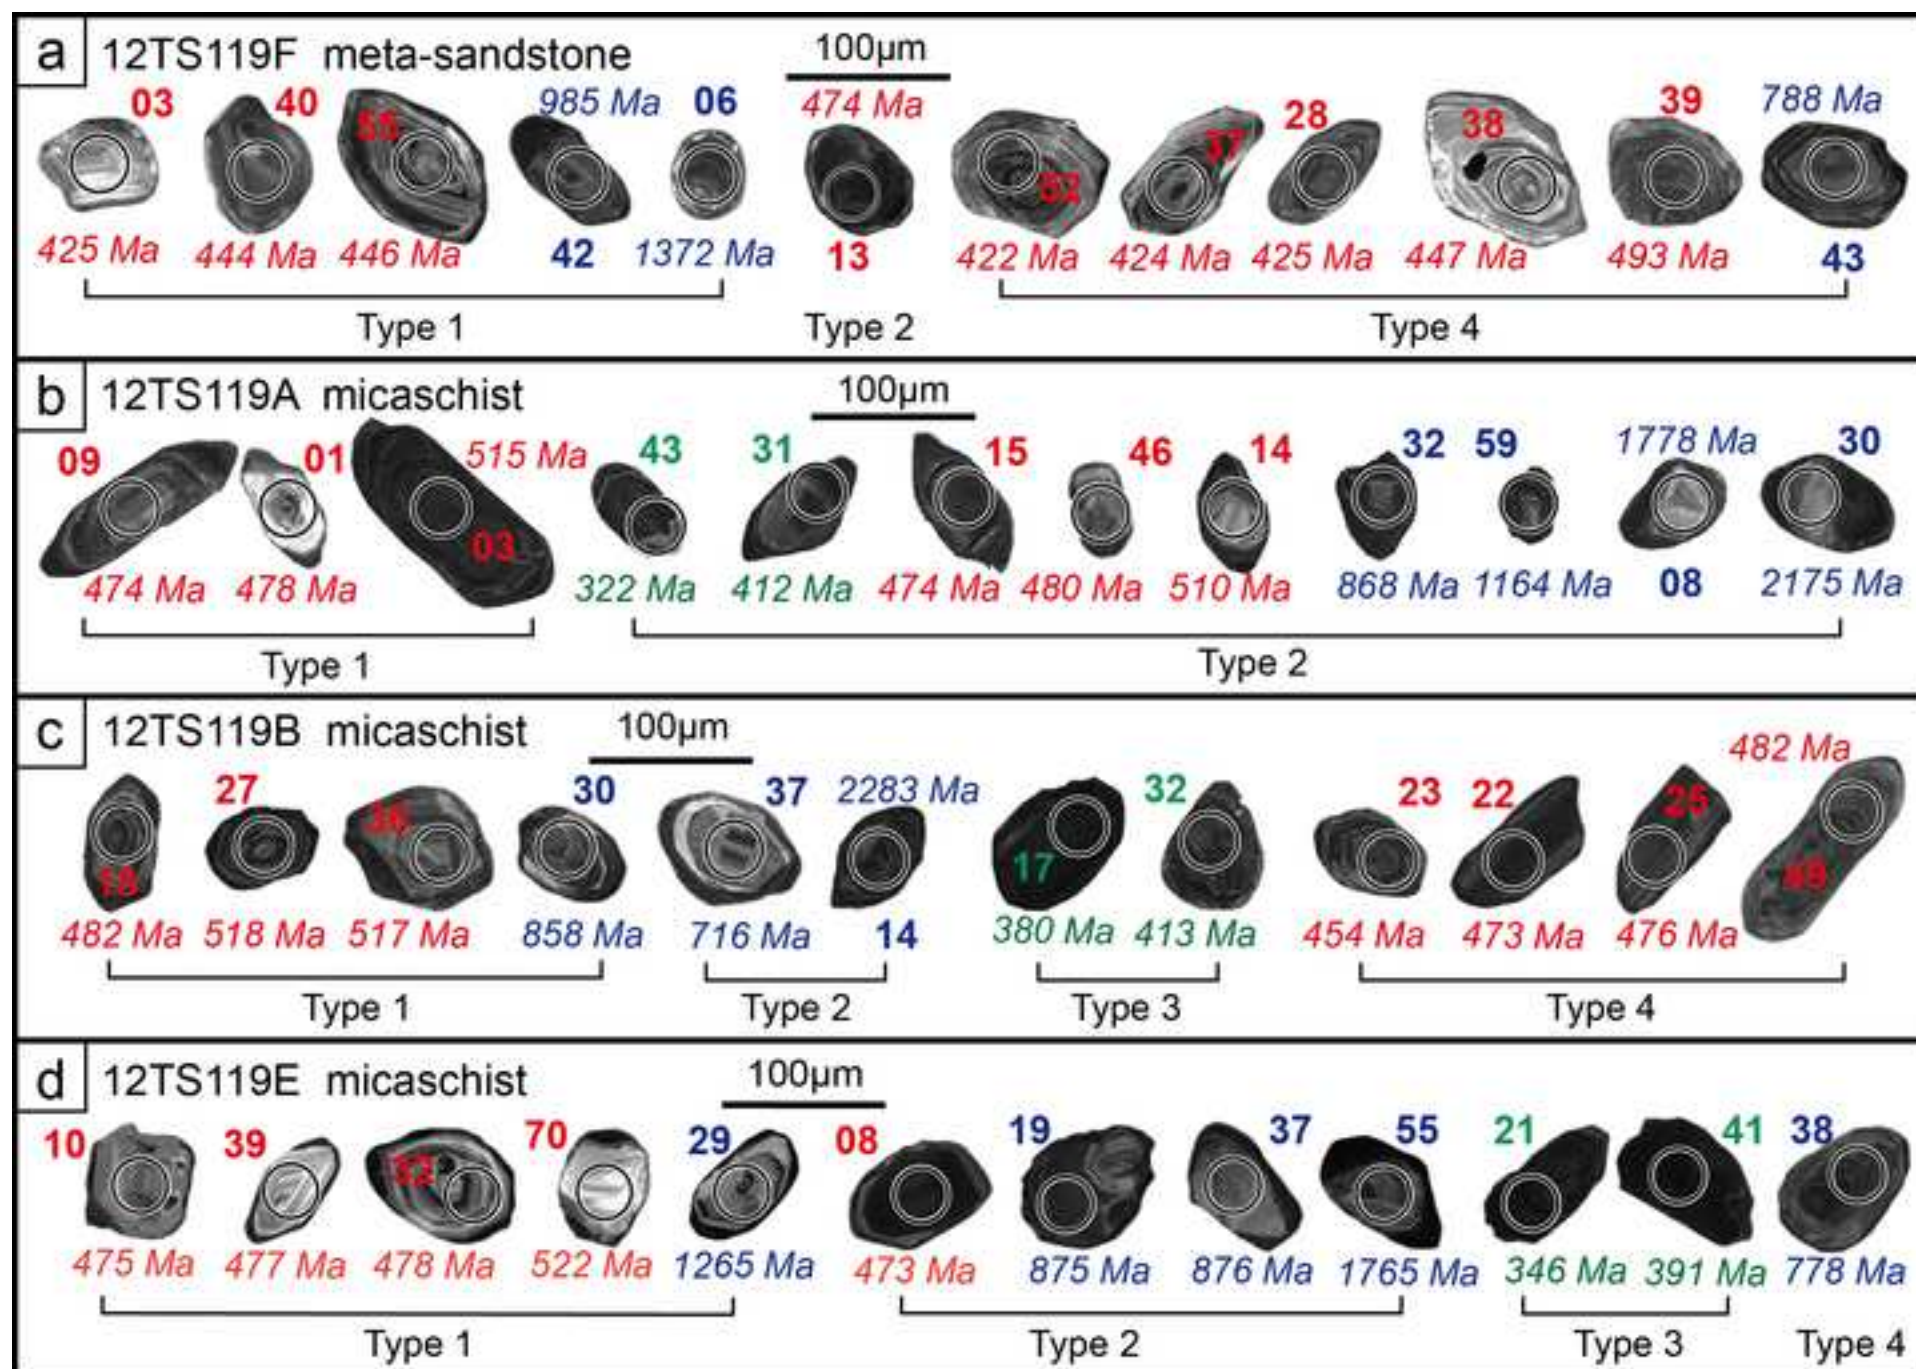 a 12TS119F meta-sandstone 100µm
03 40 55 985 Ma 06 474 Ma 62 37 28 38 39 788 Ma
425 Ma 444 Ma 446 Ma 42 1372 Ma 13 422 Ma 424 Ma 425 Ma 447 Ma 493 Ma 43
Type 1 Type 2 Type 4
b 12TS119A micaschist 100µm
09 01 515 Ma 03 43 31 15 46 14 32 59 1778 Ma 30
474 Ma 478 Ma 322 Ma 412 Ma 474 Ma 480 Ma 510 Ma 868 Ma 1164 Ma 08 2175 Ma
Type 1 Type 2
c 12TS119B micaschist 100µm
18 27 36 30 37 2283 Ma 17 32 23 22 25 482 Ma
482 Ma 518 Ma 517 Ma 858 Ma 716 Ma 14 380 Ma 413 Ma 454 Ma 473 Ma 476 Ma
Type 1 Type 2 Type 3 Type 4
d 12TS119E micaschist 100µm
10 39 70 29 08 19 37 55 21 41 38
475 Ma 477 Ma 478 Ma 522 Ma 1265 Ma 473 Ma 875 Ma 876 Ma 1765 Ma 346 Ma 391 Ma 778 Ma
Type 1 Type 2 Type 3 Type 4